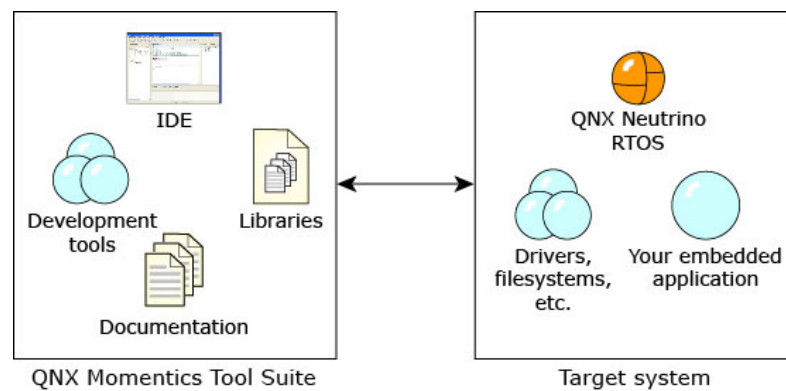 IDE
Development
tools
Libraries
Documentation
QNX Momentics Tool Suite
QNX Neutrino
RTOS
Drivers,
filesystems,
etc.
Your embedded
application
Target system